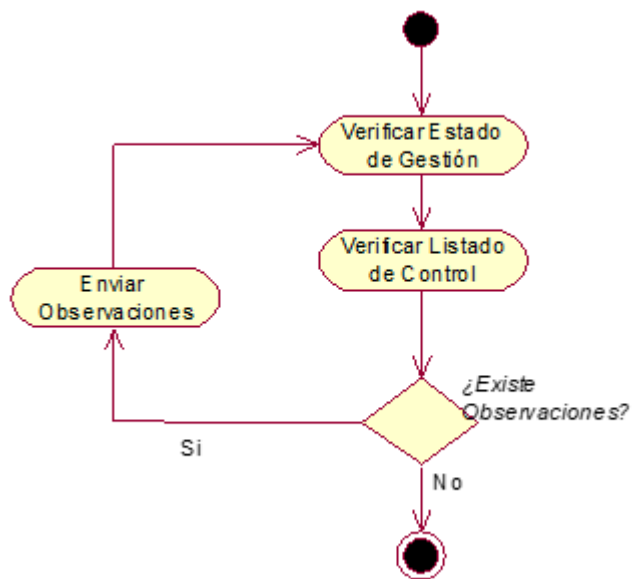 Verificar Estado
de Gestión
Verificar Listado
de Control
Enviar
Observaciones
¿Existe
Observaciones?
Si
No